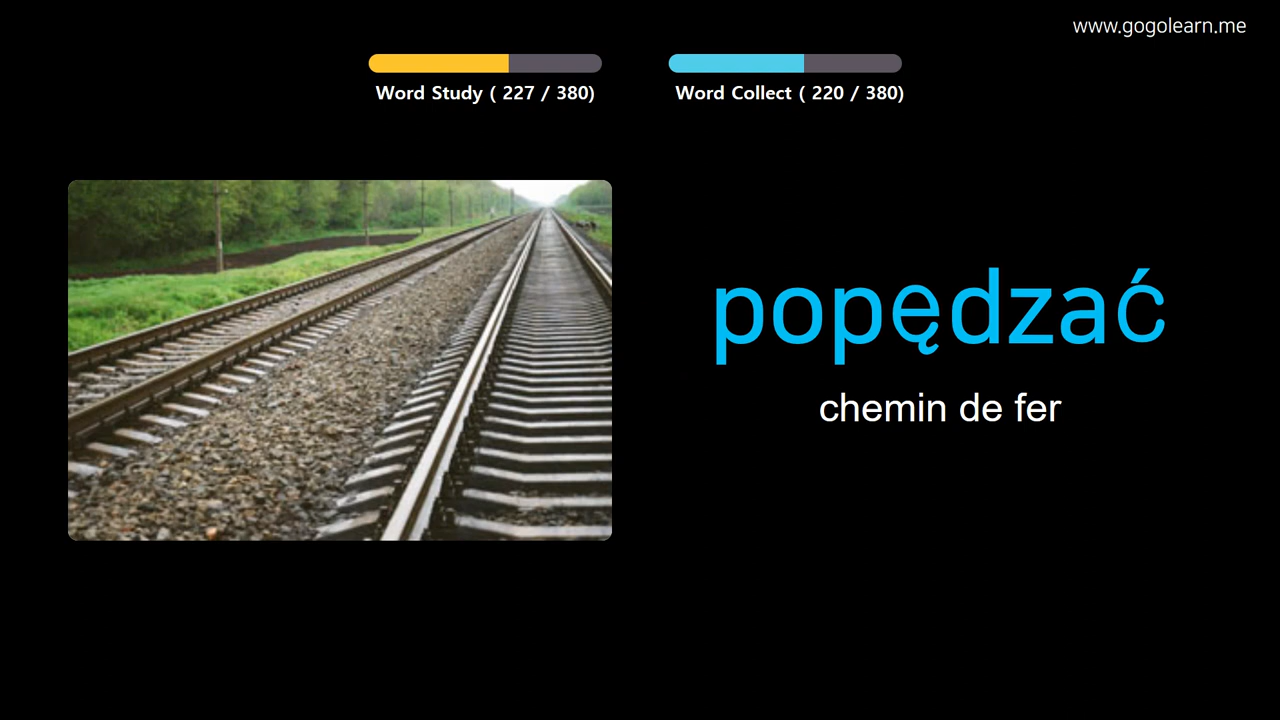 www.gogolearn.me
Word Study ( 227 / 380)
Word Collect ( 220 / 380)
popędzać
chemin de fer